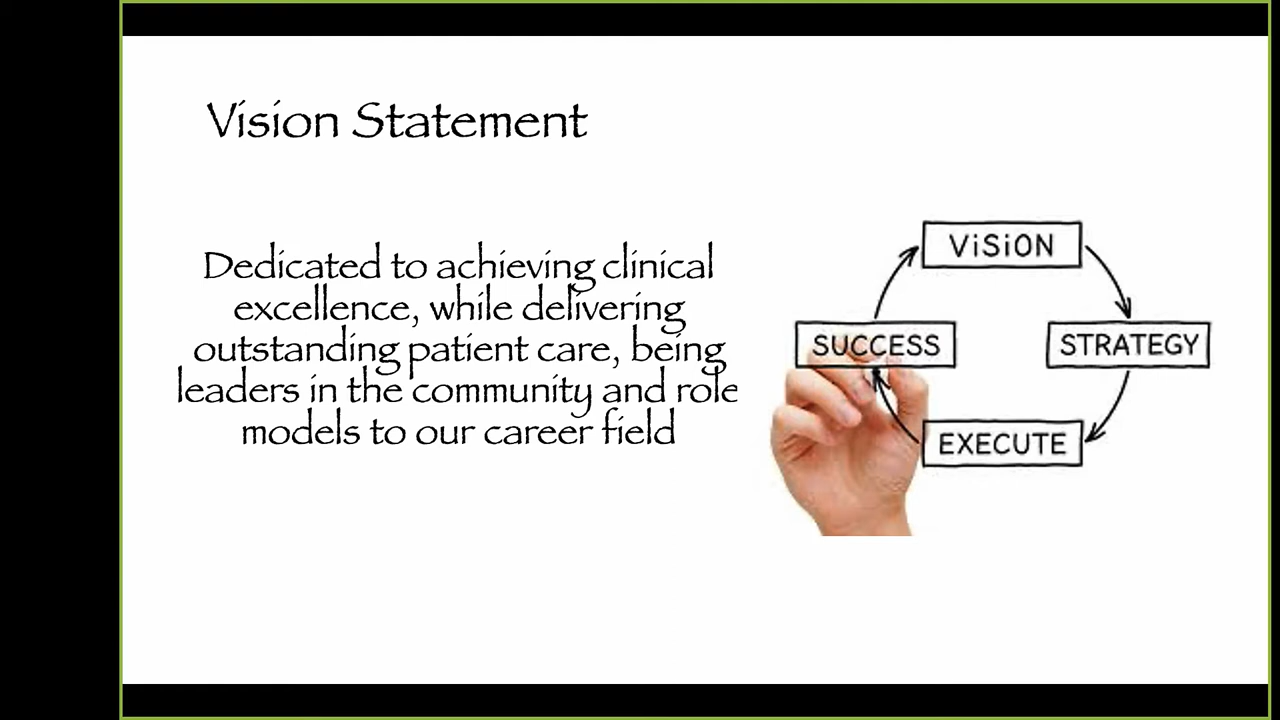 Vision Statement
Dedicated to achieving clinical
excellence, while delivering
outstanding patient care, being
leaders in the community and role
models to our career field
ViSiON
SUCCESS
STRATEGY
EXECUTE